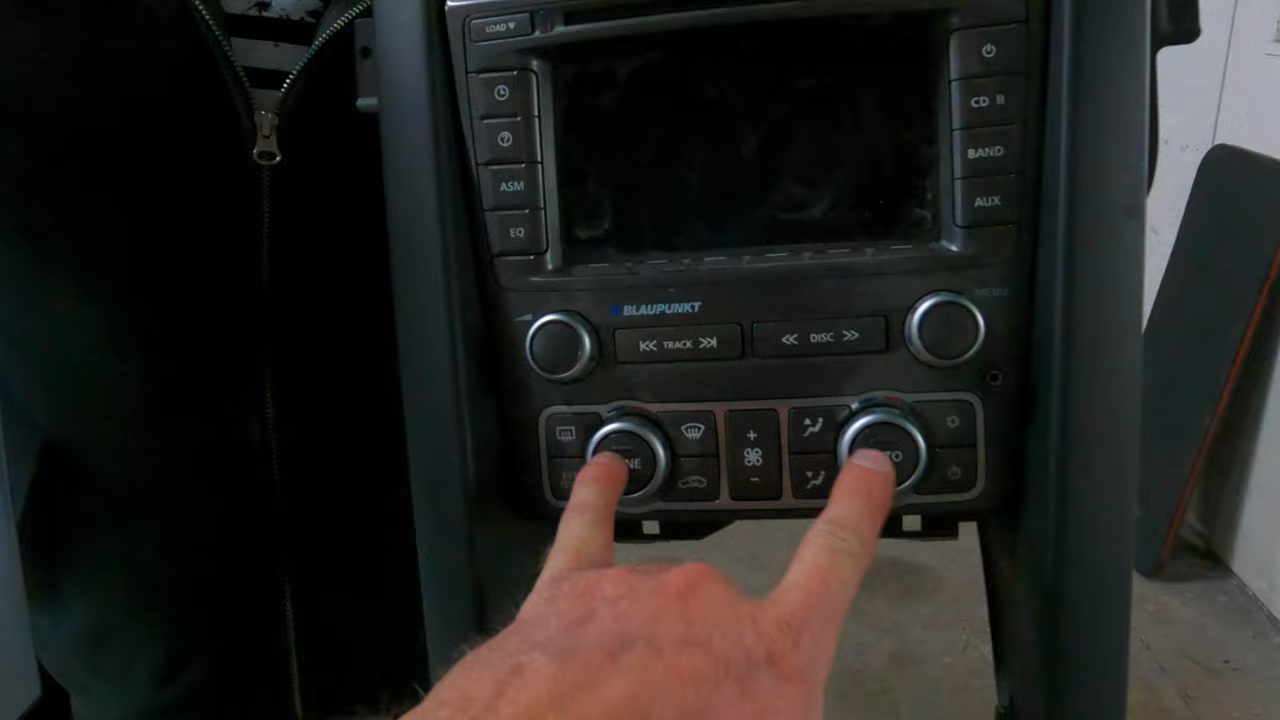 LOAD
CD
BAND
ASM
AUX
EQ
MENU
BLAUPUNKT
TRACK
DISC